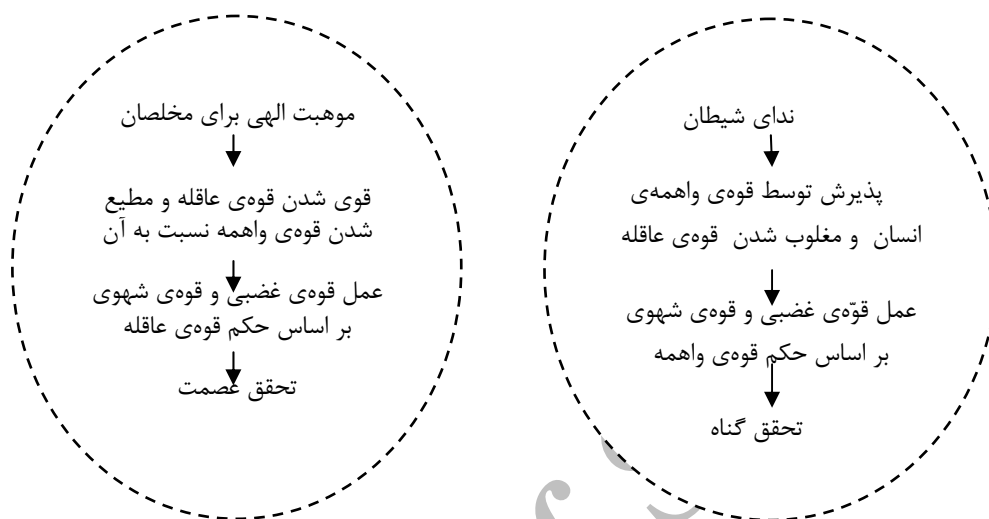 ندای شیطان
پذیرش توسط قوه‌ی واهمه‌ی
انسان و مغلوب شدن قوه‌ی عاقله
عمل قوّه‌ی غضبی و قوه‌ی شهوی
بر اساس حکم قوه‌ی واهمه
تحقق گناه
موهبت الهی برای مخلصان
قوی شدن قوه‌ی عاقله و مطیع
شدن قوه‌ی واهمه نسبت به آن
عمل قوه‌ی غضبی و قوه‌ی شهوی
بر اساس حکم قوه‌ی عاقله
تحقق عصمت